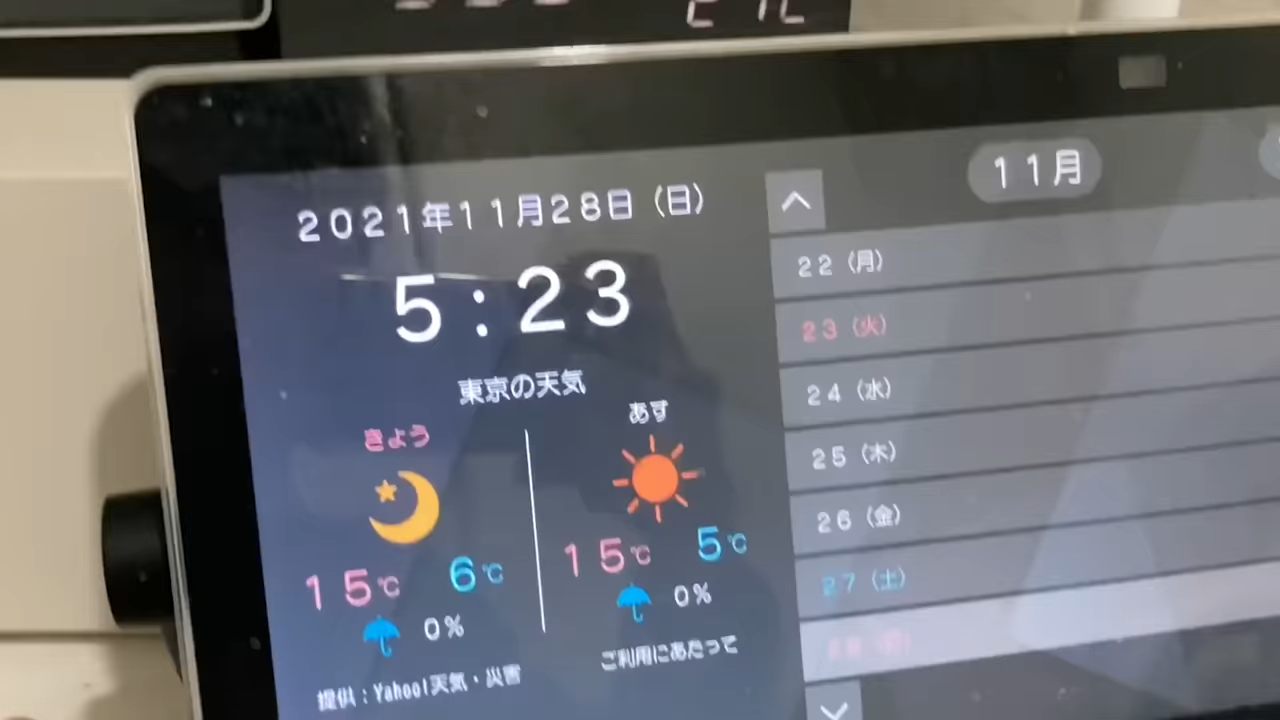 2021年11月28日（日）
5:23
東京の天気
きょう
15℃ 6℃
0%
あす
15℃ 5℃
0%
提供：Yahoo!天気・災害
ご利用にあたって
11月
22（月）
23（火）
24（水）
25（木）
26（金）
27（土）
28（日）